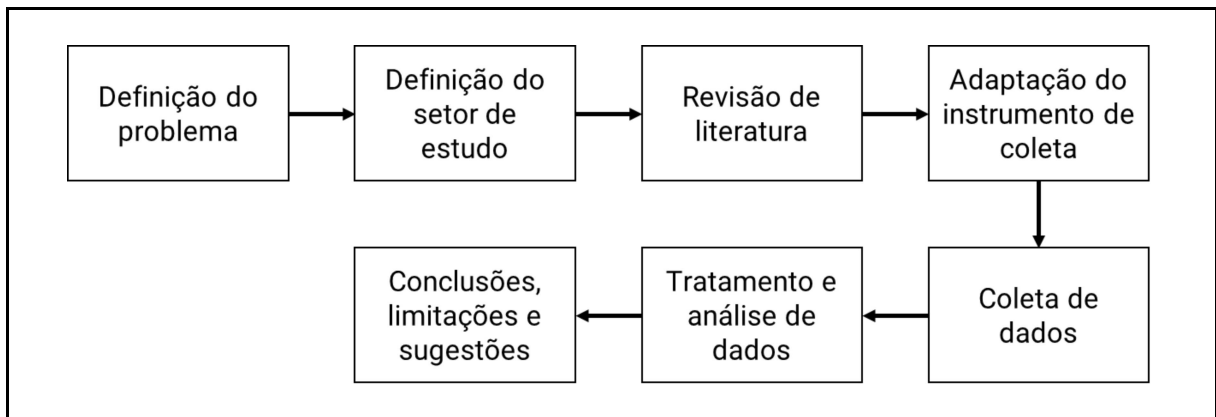 Definição do
problema
Definição do
setor de
estudo
Revisão de
literatura
Adaptação do
instrumento de
coleta
Coleta de
dados
Tratamento e
análise de
dados
Conclusões,
limitações e
sugestões